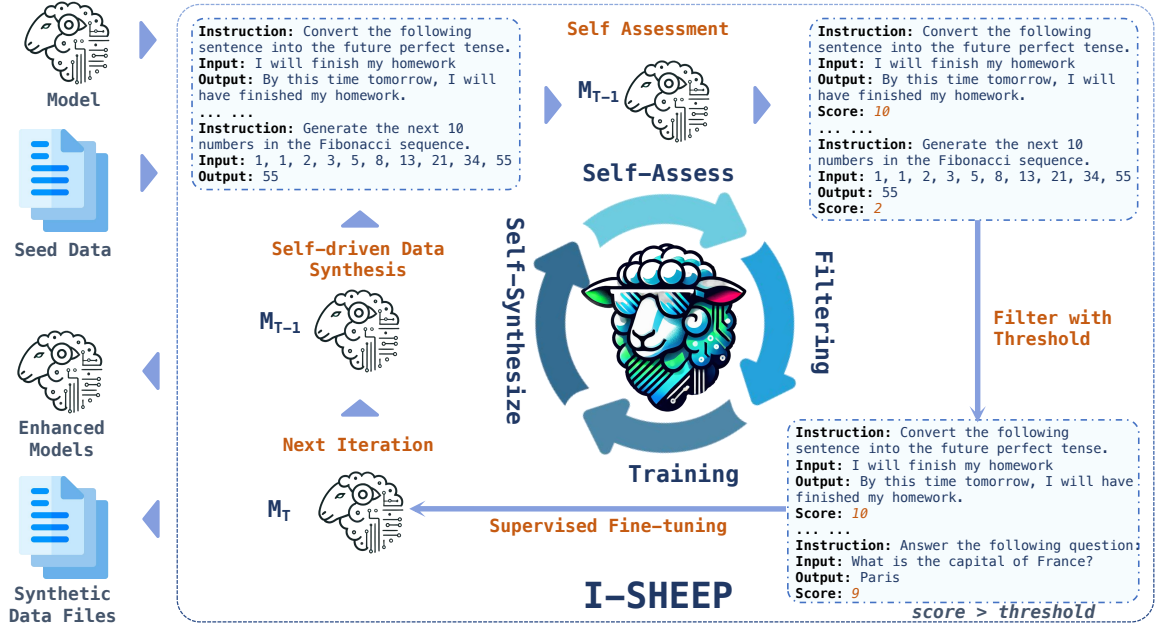 Model
Seed Data
Enhanced
Models
Synthetic
Data Files
Instruction: Convert the following
sentence into the future perfect tense.
Input: I will finish my homework
Output: By this time tomorrow, I will
have finished my homework.
... ...
Instruction: Generate the next 10
numbers in the Fibonacci sequence.
Input: 1, 1, 2, 3, 5, 8, 13, 21, 34, 55
Output: 55
Self Assessment
MT-1
Instruction: Convert the following
sentence into the future perfect tense.
Input: I will finish my homework
Output: By this time tomorrow, I will
have finished my homework.
Score: 10
... ...
Instruction: Generate the next 10
numbers in the Fibonacci sequence.
Input: 1, 1, 2, 3, 5, 8, 13, 21, 34, 55
Output: 55
Score: 2
Self-driven Data
Synthesis
MT-1
Next Iteration
MT
Self-Assess
Self-Synthesize
Filtering
Training
Filter with
Threshold
Supervised Fine-tuning
Instruction: Convert the following
sentence into the future perfect tense.
Input: I will finish my homework
Output: By this time tomorrow, I will have
finished my homework.
Score: 10
... ...
Instruction: Answer the following question:
Input: What is the capital of France?
Output: Paris
Score: 9
score > threshold
I-SHEEP